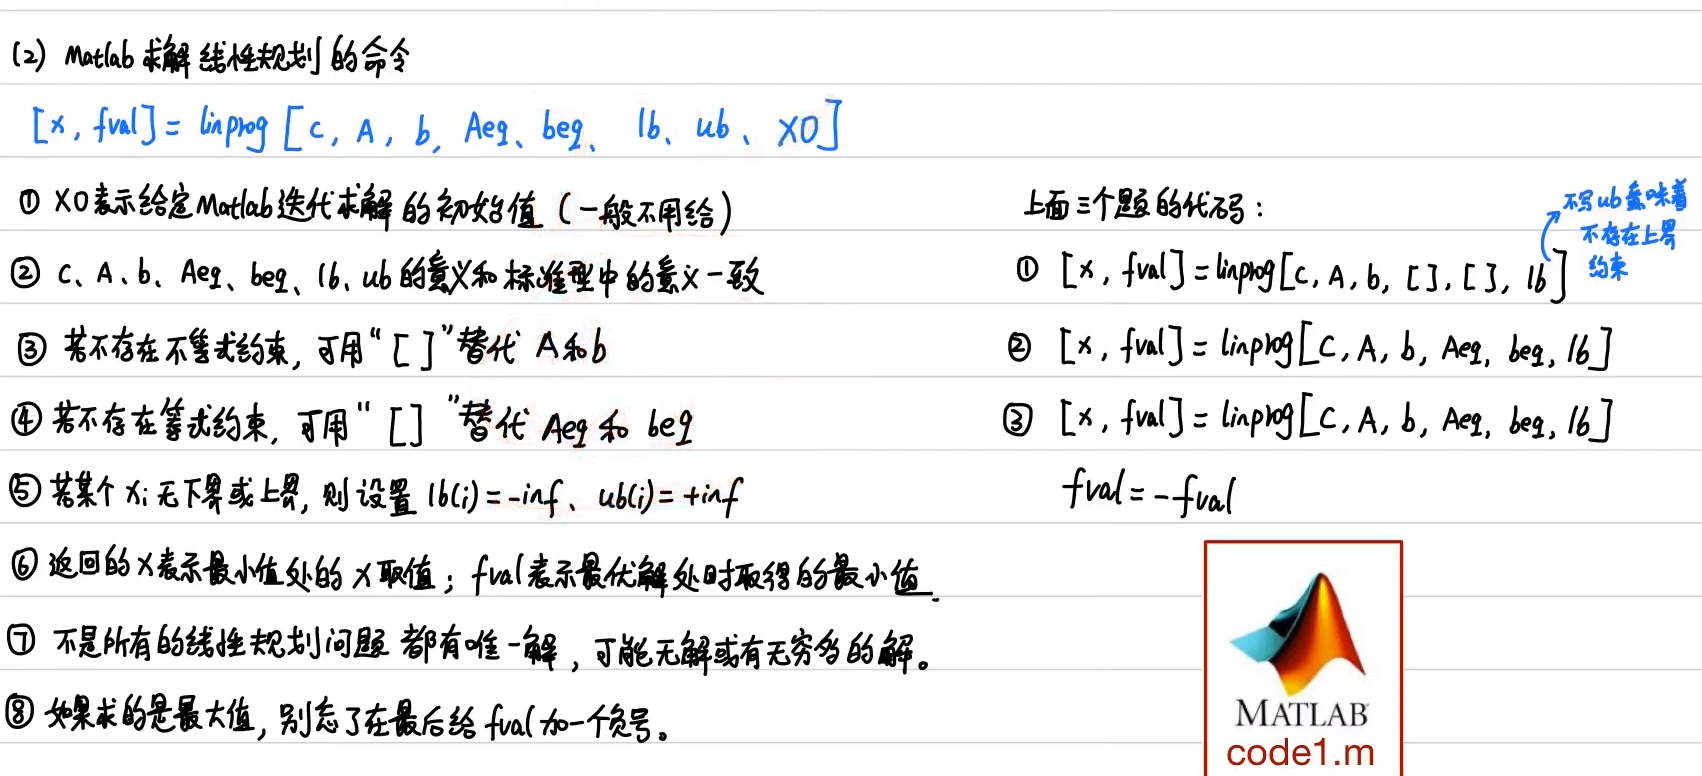 (2) Matlab 求解线性规划的命令
[x, fval] = linprog [c, A, b, Aeq、beq、 lb、ub、X0]
① X0表示给定Matlab迭代求解的初始值（一般不用给）
② c、A、b、Aeq、beq、lb、ub的意义和标准型中的意义一致
③ 若不存在不等式约束, 可用“[ ]”替代 A和b
④ 若不存在等式约束, 可用“[]”替代 Aeq 和 beq
⑤ 若某个 xi 无下界或上界, 则设置 lb(i) = -inf、ub(i) = +inf
⑥ 返回的x表示最小值处的x取值；fval表示最优解处时取得的最小值.
⑦ 不是所有的线性规划问题都有唯一解, 可能无解或有无穷多的解。
⑧ 如果求的是最大值, 别忘了在最后给 fval 加一个负号。
上面三个题的代码：
不写ub意味着
不存在上界
约束
① [x, fval] = linprog[c, A, b, [], [], lb]
② [x, fval] = linprog[c, A, b, Aeq, beq, lb]
③ [x, fval] = linprog[c, A, b, Aeq, beq, lb]
fval = -fval
MATLAB
code1.m